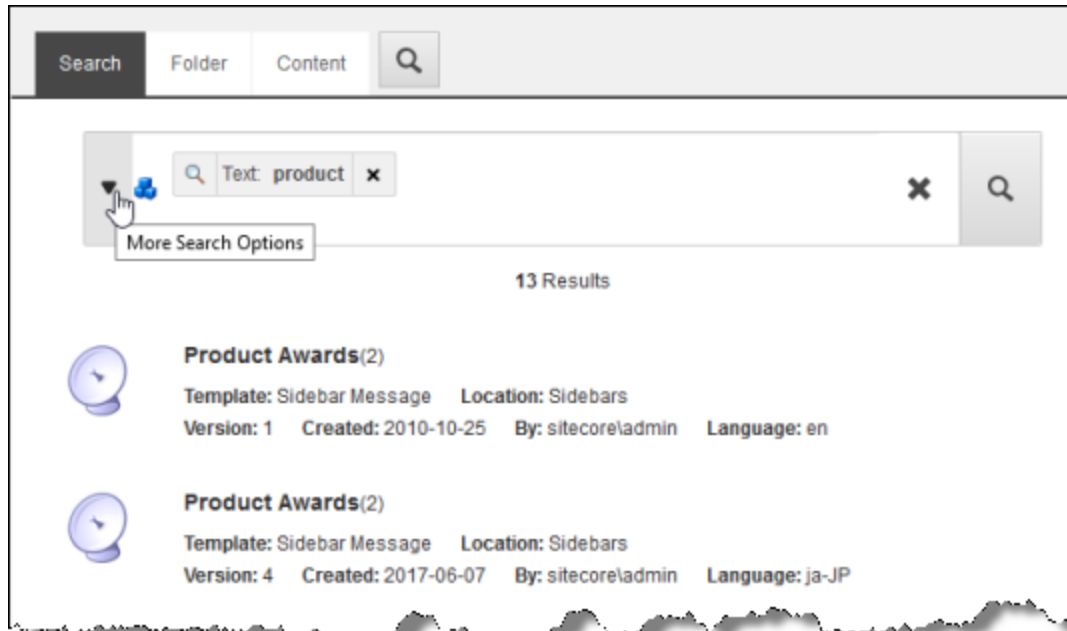 Search Folder Content
Text: product
More Search Options
13 Results
Product Awards(2)
Template: Sidebar Message Location: Sidebars
Version: 1 Created: 2010-10-25 By: sitecore\admin Language: en
Product Awards(2)
Template: Sidebar Message Location: Sidebars
Version: 4 Created: 2017-06-07 By: sitecore\admin Language: ja-JP